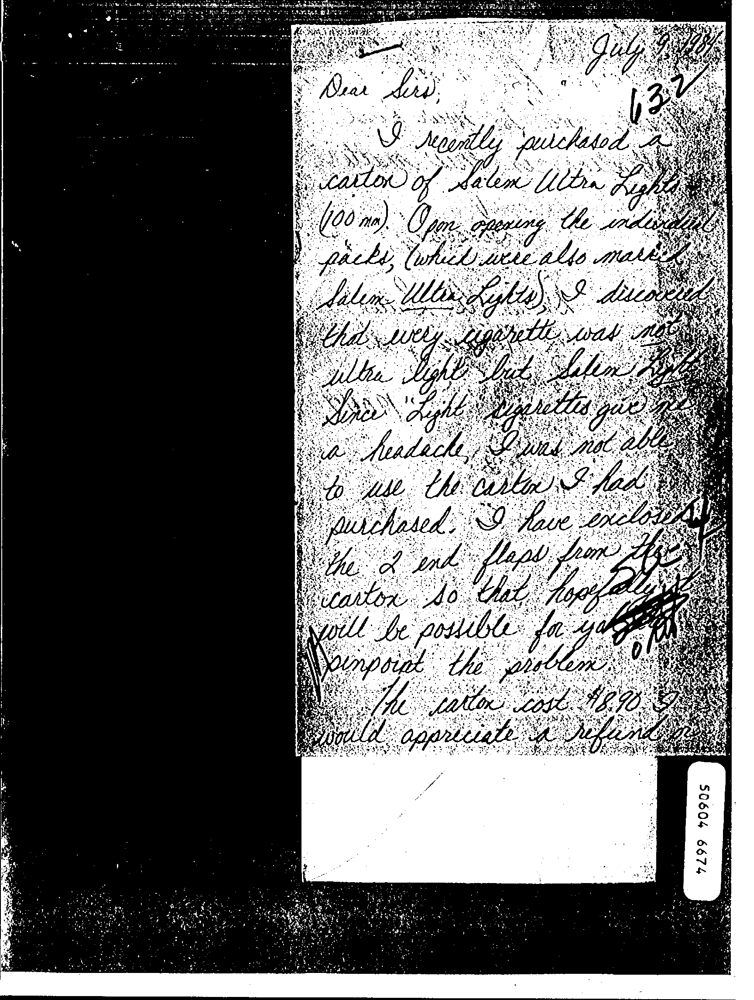 July 9, 1984
632
Dear Sirs,
I recently purchased a
carton of Salem Ultra Lights
(100 mm). Opon opening the individual
packs, (which were also marked
Salem Ultra Lights), I discovered
that every cigarette was not
ultra light but Salem Light.
Since "Light cigarettes give me
a headache, I was not able
to use the carton I had
purchased. I have enclosed
the 2 end flaps from the
carton so that hopefully it
will be possible for you
pinpoint the problem.
The carton cost $8.90 I
would appreciate a refund or
50604 6674